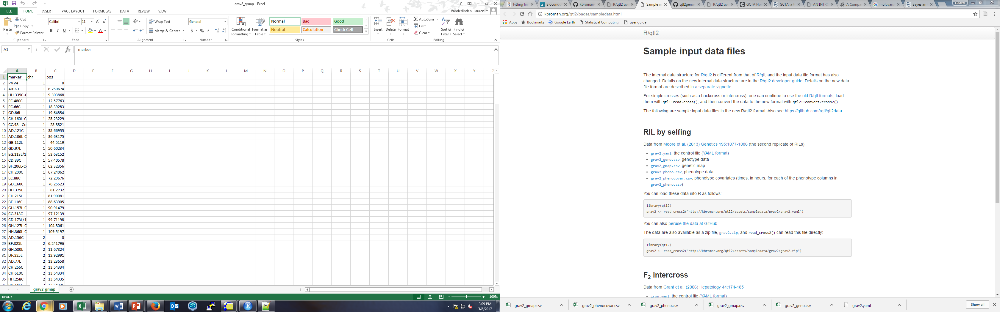 grav2_gmap - Excel
FILE HOME INSERT PAGE LAYOUT FORMULAS DATA REVIEW VIEW
Vanderlinden, Lauren
Paste
Cut
Copy
Format Painter
Clipboard
Calibri 11
B I U
Font
Wrap Text
Merge & Center
Alignment
General
$ % ,
Number
Conditional Formatting
Format as Table
Normal Bad Good
Neutral Calculation Check Cell
Styles
Insert Delete Format
Cells
AutoSum
Fill
Clear
Sort & Filter
Find & Select
Editing
A1 fx marker
A B C D E F G H I J K L M N O P Q R S T U V W X Y Z
1 marker chr pos
2 PVV4 1 0
3 AXR-1 1 6.250674
4 HH.335C-C 1 9.303868
5 EC.480C 1 12.57763
6 EC.66C 1 18.39283
7 GD.86L 1 19.64854
8 CH.160L-C 1 25.23229
9 CC.98L-Co 1 25.8821
10 AD.121C 1 35.66955
11 AD.106L-C 1 36.63175
12 GB.112L 1 44.5119
13 GD.97L 1 50.60234
14 EG.113L/1 1 53.63152
15 CD.89C 1 57.40578
16 BF.206L-Co 1 62.32356
17 CH.200C 1 67.24062
18 EC.88C 1 72.29676
19 GD.160C 1 76.25523
20 HH.375L 1 81.2732
21 CH.215L 1 81.90081
22 BF.116C 1 88.63905
23 GH.157L-C 1 90.91479
24 CC.318C 1 97.12139
25 CD.173L/1 1 99.71198
26 GH.127L-C 1 104.8061
27 HH.360L-C 1 109.5197
28 AD.156C 2 0
29 BF.325L 2 6.241796
30 GH.580L 2 11.67824
31 DF.225L 2 12.92991
32 AD.77L 2 13.23658
33 CH.266C 2 13.54334
34 CH.610C 2 13.54334
35 HH.258C 2 13.54335
36 BH.145C 2 13.54335
grav2_gmap
READY
100%
3:09 PM
3/8/2017
Fitting lin Biocondu kbroman R/qtl2 use Sample in qtl2geno R/qtl2 use GCTA Ho GCTA: a t AN INTR A Compa multivari Bayesian Lauren
kbroman.org/qtl2/pages/sampledata.html
Apps Bookmarks Google Earth Statistical Computing user guide
R/qtl2
Sample input data files
The internal data structure for R/qtl2 is different from that of R/qtl, and the input data file format has also
changed. Details on the new internal data structure are in the R/qtl2 developer guide. Details on the new data
file format are described in a separate vignette.
For simple crosses (such as a backcross or intercross), one can continue to use the old R/qtl formats, load
them with qtl::read.cross(), and then convert the data to the new format with qtl2::convert2cross2().
The following are sample input data files in the new R/qtl2 format. Also see https://github.com/rqtl/qtl2data.
RIL by selfing
Data from Moore et al. (2013) Genetics 195:1077-1086 (the second replicate of RILs).
• grav2.yaml, the control file (YAML format)
• grav2_geno.csv, genotype data
• grav2_gmap.csv, genetic map
• grav2_pheno.csv, phenotype data
• grav2_phenocovar.csv, phenotype covariates (times, in hours, for each of the phenotype columns in
grav2_pheno.csv)
You can load these data into R as follows:
library(qtl2)
grav2 <- read_cross2("http://kbroman.org/qtl2/assets/sampledata/grav2/grav2.yaml")
You can also peruse the data at GitHub.
The data are also available as a zip file, grav2.zip, and read_cross2() can read this file directly:
library(qtl2)
grav2 <- read_cross2("http://kbroman.org/qtl2/assets/sampledata/grav2/grav2.zip")
F2 intercross
Data from Grant et al. (2006) Hepatology 44:174-185
• iron.yaml, the control file (YAML format)
grav2_gmap.csv grav2_phenocovar.csv grav2_pheno.csv grav2_gmap.csv grav2_geno.csv grav2.yaml Show all